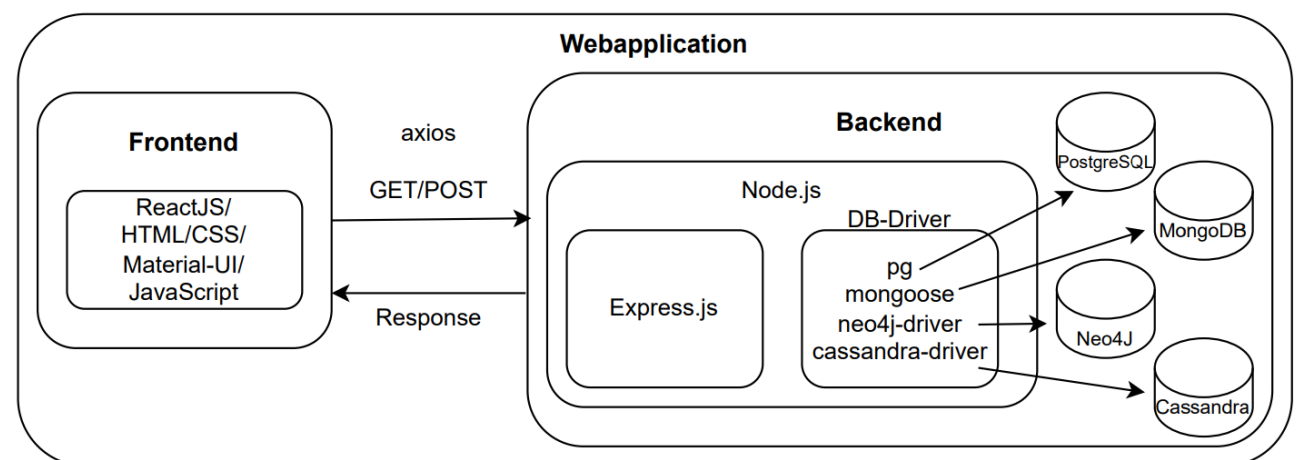 Webapplication
Frontend
ReactJS/
HTML/CSS/
Material-UI/
JavaScript
axios
GET/POST
Response
Backend
Node.js
Express.js
DB-Driver
pg
mongoose
neo4j-driver
cassandra-driver
PostgreSQL
MongoDB
Neo4J
Cassandra